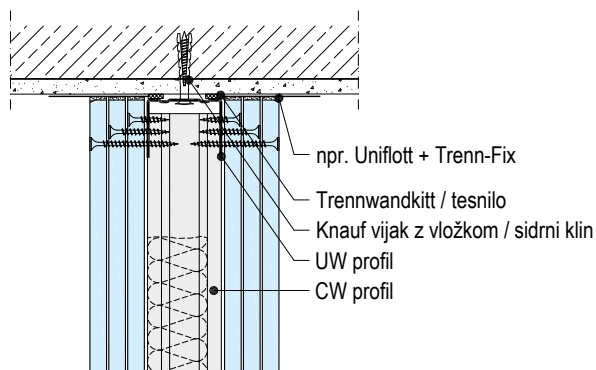 npr. Uniflott + Trenn-Fix
Trennwandkitt / tesnilo
Knauf vijak z vložkom / sidrni klin
UW profil
CW profil